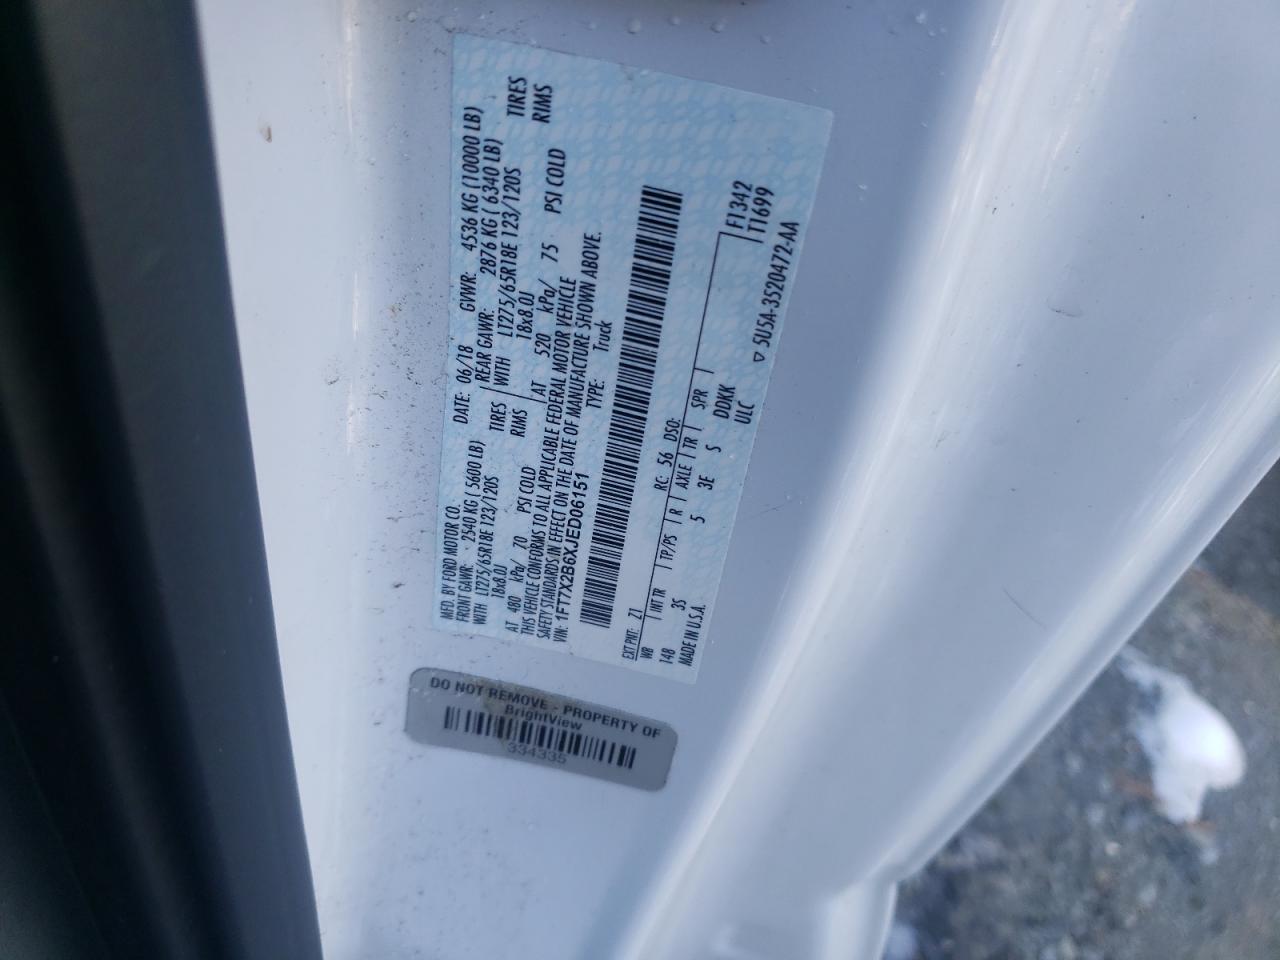 MFD. BY FORD MOTOR CO.
DATE: 06/18 GVWR: 4536 KG (10000 LB)
FRONT GAWR: 2540 KG (5600 LB) REAR GAWR: 2876 KG (6340 LB)
WITH LT275/65R18E 123/120S TIRES WITH LT275/65R18E 123/120S TIRES
18x8.0J RIMS 18x8.0J RIMS
AT 480 kPa/ 70 PSI COLD AT 520 kPa/ 75 PSI COLD
THIS VEHICLE CONFORMS TO ALL APPLICABLE FEDERAL MOTOR VEHICLE
SAFETY STANDARDS IN EFFECT ON THE DATE OF MANUFACTURE SHOWN ABOVE.
VIN: 1FT7X2B6XJED06151 TYPE: Truck
EXT PNT: Z1 RC: 56 DSO: F1342
WB INT TR TP/PS R AXLE TR SPR T1699
148 3S 5 3E S DDKK
MADE IN U.S.A. ULC ▽ 5U5A-3520472-AA
DO NOT REMOVE - PROPERTY OF
BrightView
334335